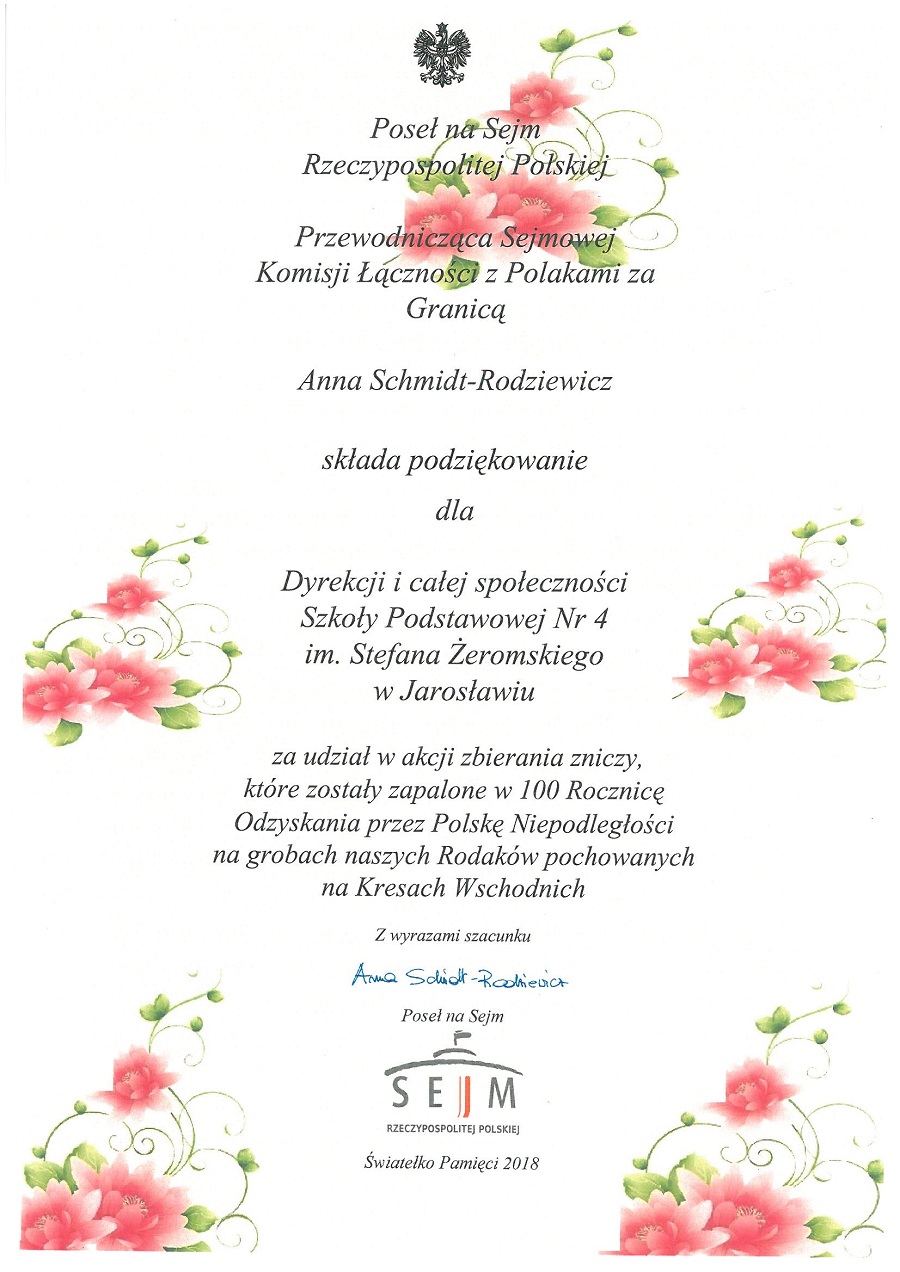 Poseł na Sejm
Rzeczypospolitej Polskiej
Przewodnicząca Sejmowej
Komisji Łączności z Polakami za
Granicą
Anna Schmidt-Rodziewicz
składa podziękowanie
dla
Dyrekcji i całej społeczności
Szkoły Podstawowej Nr 4
im. Stefana Żeromskiego
w Jarosławiu
za udział w akcji zbierania zniczy,
które zostały zapalone w 100 Rocznicę
Odzyskania przez Polskę Niepodległości
na grobach naszych Rodaków pochowanych
na Kresach Wschodnich
Z wyrazami szacunku
Anna Schmidt-Rodziewicz
Poseł na Sejm
SEJM
RZECZYPOSPOLITEJ POLSKIEJ
Światełko Pamięci 2018